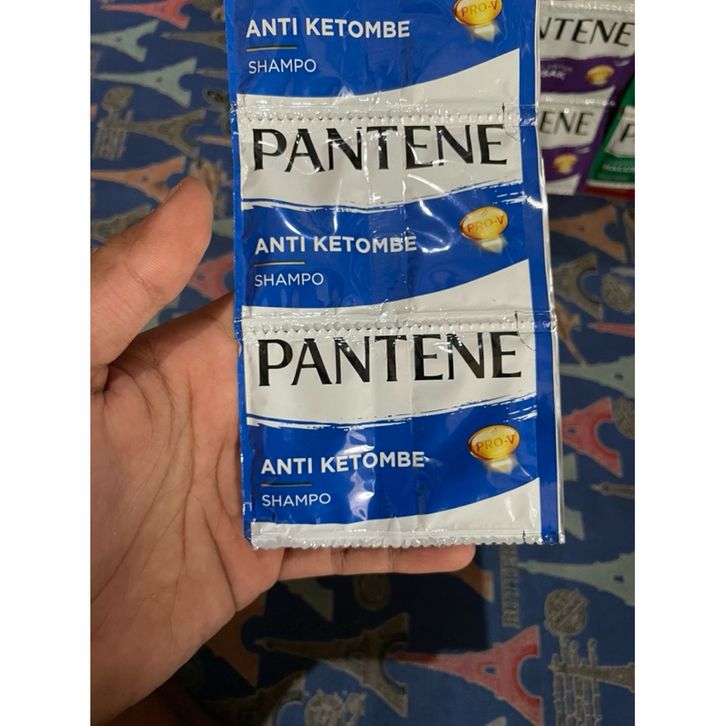 PRO-V
ANTI KETOMBE
SHAMPO
PANTENE
PRO-V
ANTI KETOMBE
SHAMPO
PANTENE
PRO-V
ANTI KETOMBE
SHAMPO
NTENE
ENE
P